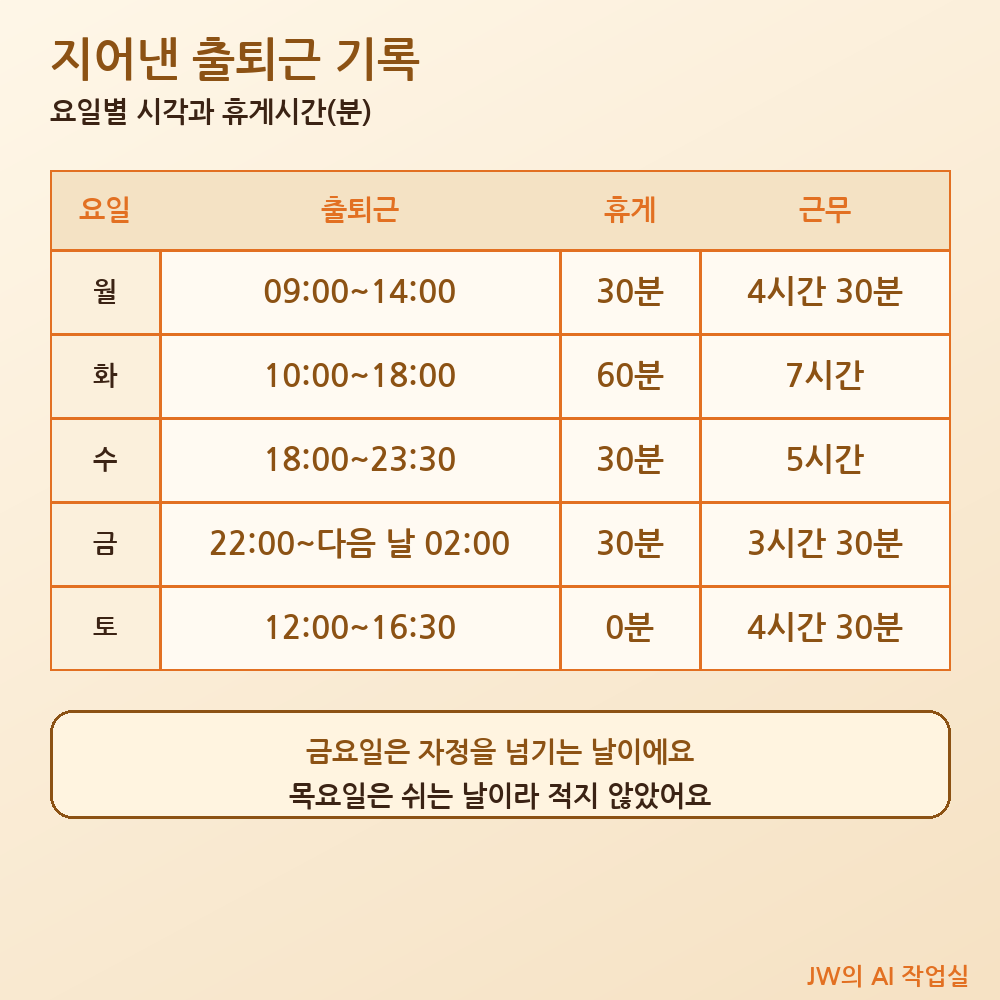 지어낸 출퇴근 기록
요일별 시각과 휴게시간(분)
요일 출퇴근 휴게 근무
월 09:00~14:00 30분 4시간 30분
화 10:00~18:00 60분 7시간
수 18:00~23:30 30분 5시간
금 22:00~다음 날 02:00 30분 3시간 30분
토 12:00~16:30 0분 4시간 30분
금요일은 자정을 넘기는 날이에요
목요일은 쉬는 날이라 적지 않았어요
JW의 AI 작업실